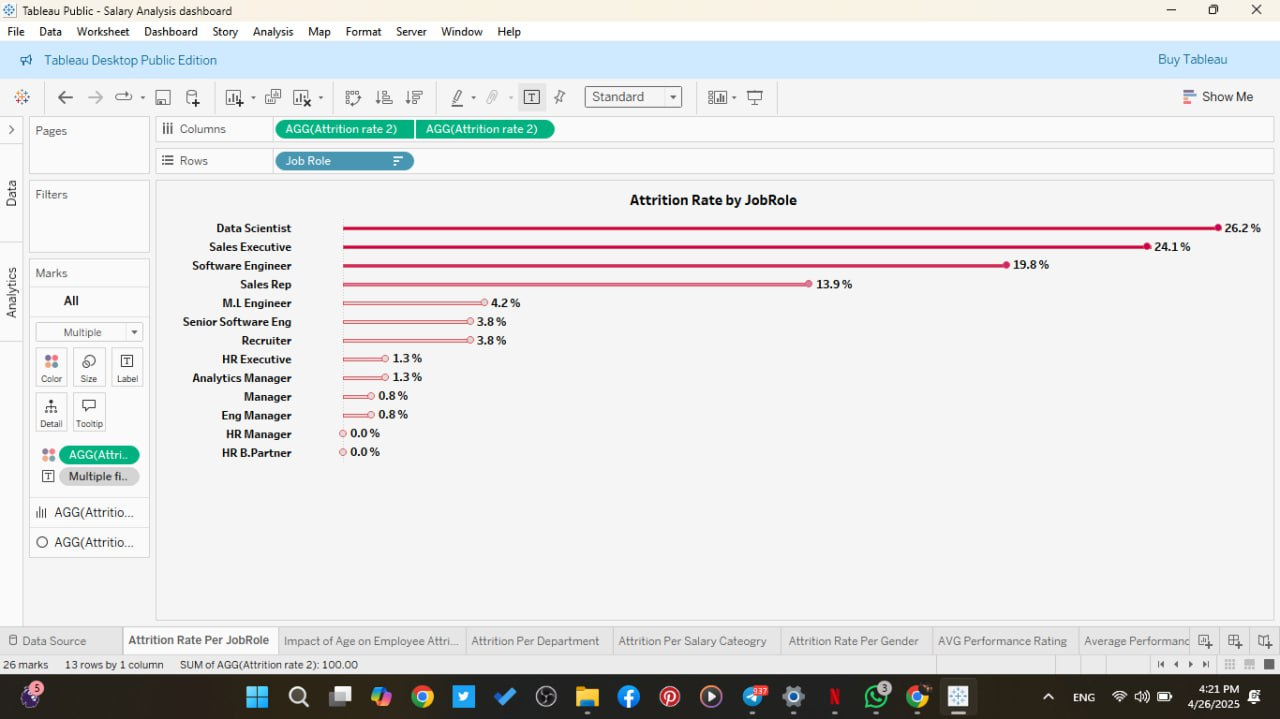 Tableau Public - Salary Analysis dashboard
File Data Worksheet Dashboard Story Analysis Map Format Server Window Help
Tableau Desktop Public Edition
Buy Tableau
Standard
Show Me
Pages
Columns AGG(Attrition rate 2) AGG(Attrition rate 2)
Rows Job Role
Data
Analytics
Filters
Marks
All
Multiple
Color Size Label
Detail Tooltip
AGG(Attri..
Multiple fi..
AGG(Attritio...
AGG(Attritio...
Attrition Rate by JobRole
Data Scientist 26.2 %
Sales Executive 24.1 %
Software Engineer 19.8 %
Sales Rep 13.9 %
M.L Engineer 4.2 %
Senior Software Eng 3.8 %
Recruiter 3.8 %
HR Executive 1.3 %
Analytics Manager 1.3 %
Manager 0.8 %
Eng Manager 0.8 %
HR Manager 0.0 %
HR B.Partner 0.0 %
Data Source Attrition Rate Per JobRole Impact of Age on Employee Attri... Attrition Per Department Attrition Per Salary Cateogry Attrition Rate Per Gender AVG Performance Rating Average Performanc
26 marks 13 rows by 1 column SUM of AGG(Attrition rate 2): 100.00
5
937
3
ENG
4:21 PM
4/26/2025